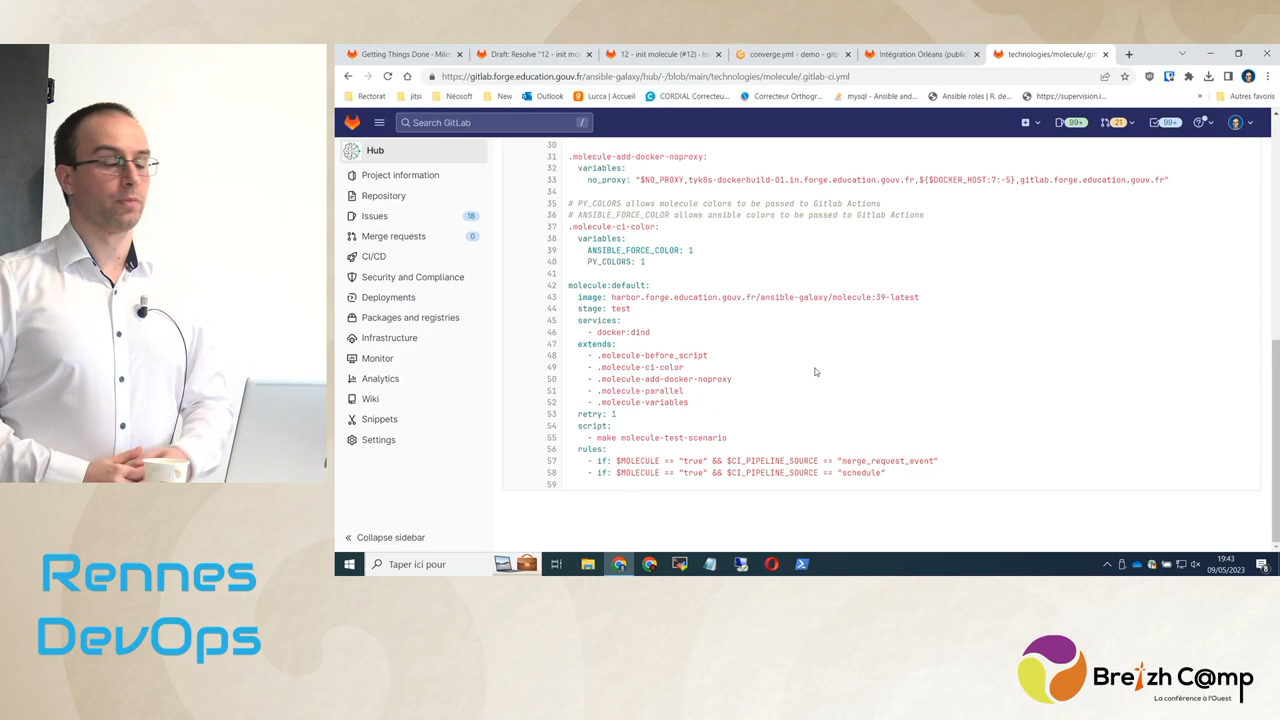 Getting Things Done - Miles
Draft: Resolve "12 - init mo
12 - init molecule (#12) - Iss
converge.yml - demo - gitp
Intégration Orléans (public)
technologies/molecule/.git
https://gitlab.forge.education.gouv.fr/ansible-galaxy/hub/-/blob/main/technologies/molecule/.gitlab-ci.yml
Rectorat
jitsi
Néosoft
New
Outlook
Lucca | Accueil
CORDIAL Correcteu...
Correcteur Orthogr...
mysql - Ansible and...
Ansible roles | R. de...
https://supervision.i...
» Autres favoris
Search GitLab /
99+
21
99+
Hub
Project information
Repository
Issues 18
Merge requests 0
CI/CD
Security and Compliance
Deployments
Packages and registries
Infrastructure
Monitor
Analytics
Wiki
Snippets
Settings
Collapse sidebar
30
31 .molecule-add-docker-noproxy:
32 variables:
33 no_proxy: "$NO_PROXY,tyk8s-dockerbuild-01.in.forge.education.gouv.fr,${$DOCKER_HOST:7:-5},gitlab.forge.education.gouv.fr"
34
35 # PY_COLORS allows molecule colors to be passed to Gitlab Actions
36 # ANSIBLE_FORCE_COLOR allows ansible colors to be passed to Gitlab Actions
37 .molecule-ci-color:
38 variables:
39 ANSIBLE_FORCE_COLOR: 1
40 PY_COLORS: 1
41
42 molecule:default:
43 image: harbor.forge.education.gouv.fr/ansible-galaxy/molecule:39-latest
44 stage: test
45 services:
46 - docker:dind
47 extends:
48 - .molecule-before_script
49 - .molecule-ci-color
50 - .molecule-add-docker-noproxy
51 - .molecule-parallel
52 - .molecule-variables
53 retry: 1
54 script:
55 - make molecule-test-scenario
56 rules:
57 - if: $MOLECULE == "true" && $CI_PIPELINE_SOURCE == "merge_request_event"
58 - if: $MOLECULE == "true" && $CI_PIPELINE_SOURCE == "schedule"
59
Taper ici pour
19:43
09/05/2023
8
Rennes
DevOps
Breizh C@mp
La conférence à l'Ouest